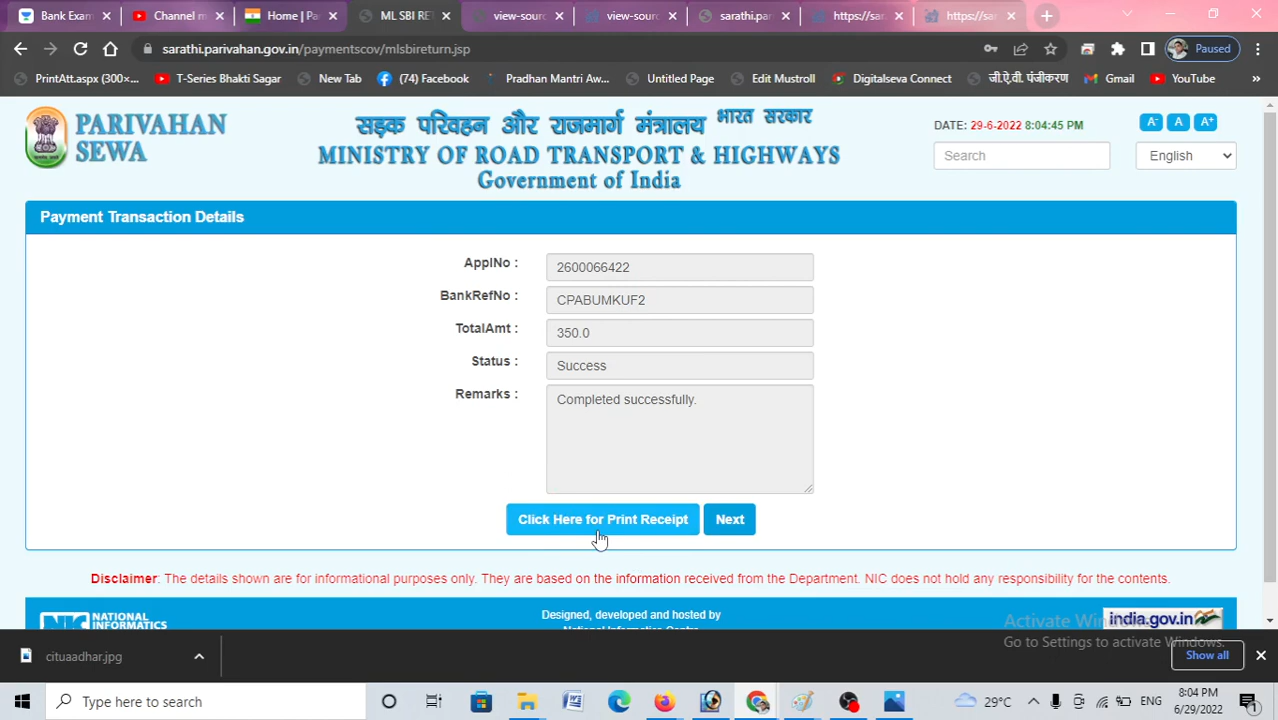 Bank Exam
Channel m
Home | Pa
ML SBI RE
view-sourc
view-sourc
sarathi.par
https://sar
https://sar
sarathi.parivahan.gov.in/paymentscov/mlsbireturn.jsp
Paused
PrintAtt.aspx (300×...
T-Series Bhakti Sagar
New Tab
(74) Facebook
Pradhan Mantri Aw...
Untitled Page
Edit Mustroll
Digitalseva Connect
जी.ऐ.वी. पंजीकरण
Gmail
YouTube
»
PARIVAHAN
SEWA
सड़क परिवहन और राजमार्ग मंत्रालय भारत सरकार
MINISTRY OF ROAD TRANSPORT & HIGHWAYS
Government of India
DATE: 29-6-2022 8:04:45 PM
A- A A+
Search
English
Payment Transaction Details
ApplNo : 2600066422
BankRefNo : CPABUMKUF2
TotalAmt : 350.0
Status : Success
Remarks : Completed successfully.
Click Here for Print Receipt
Next
Disclaimer: The details shown are for informational purposes only. They are based on the information received from the Department. NIC does not hold any responsibility for the contents.
NIC NATIONAL
INFORMATICS
Designed, developed and hosted by
National Informatics Centre
india.gov.in
Activate Windows
Go to Settings to activate Windows.
cituaadhar.jpg
Show all
Type here to search
29°C
ENG
8:04 PM
6/29/2022
1